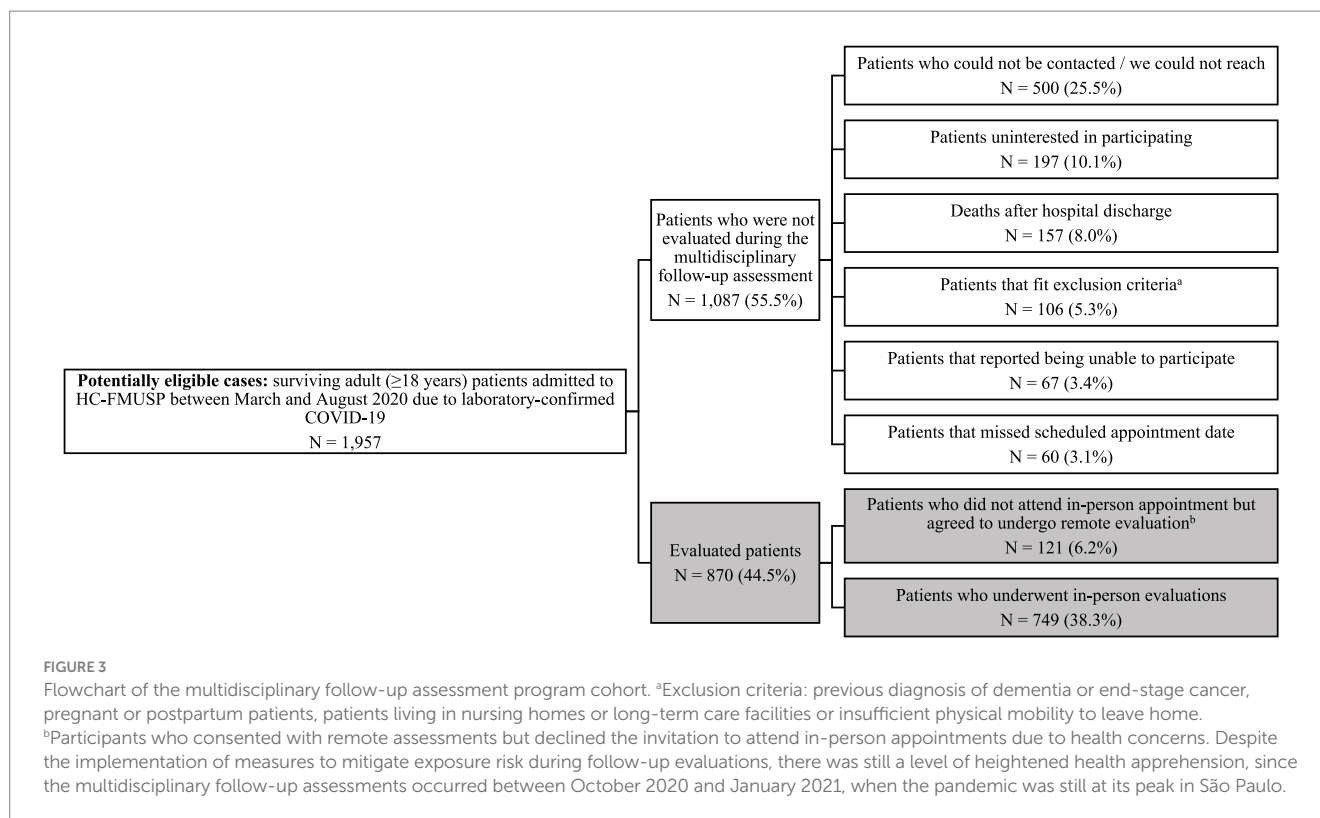 Patients who could not be contacted / we could not reach
N = 500 (25.5%)
Patients uninterested in participating
N = 197 (10.1%)
Deaths after hospital discharge
N = 157 (8.0%)
Patients that fit exclusion criteriaᵃ
N = 106 (5.3%)
Patients that reported being unable to participate
N = 67 (3.4%)
Patients that missed scheduled appointment date
N = 60 (3.1%)
Patients who were not
evaluated during the
multidisciplinary
follow-up assessment
N = 1,087 (55.5%)
Potentially eligible cases: surviving adult (≥18 years) patients admitted to
HC-FMUSP between March and August 2020 due to laboratory-confirmed
COVID-19
N = 1,957
Evaluated patients
N = 870 (44.5%)
Patients who did not attend in-person appointment but
agreed to undergo remote evaluationᵇ
N = 121 (6.2%)
Patients who underwent in-person evaluations
N = 749 (38.3%)
FIGURE 3
Flowchart of the multidisciplinary follow-up assessment program cohort. ᵃExclusion criteria: previous diagnosis of dementia or end-stage cancer,
pregnant or postpartum patients, patients living in nursing homes or long-term care facilities or insufficient physical mobility to leave home.
ᵇParticipants who consented with remote assessments but declined the invitation to attend in-person appointments due to health concerns. Despite
the implementation of measures to mitigate exposure risk during follow-up evaluations, there was still a level of heightened health apprehension, since
the multidisciplinary follow-up assessments occurred between October 2020 and January 2021, when the pandemic was still at its peak in São Paulo.